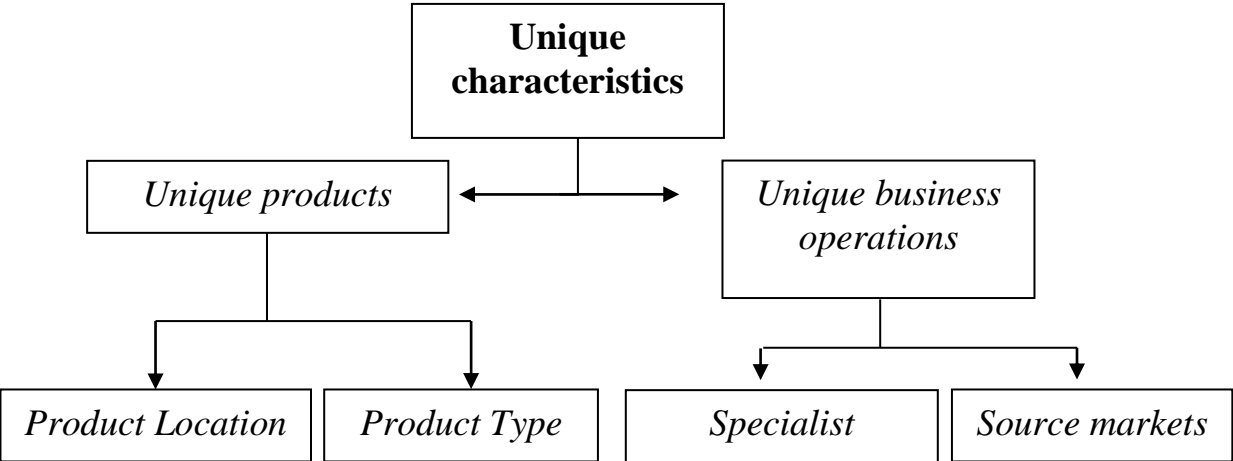 Unique
characteristics
Unique products
Unique business
operations
Product Location
Product Type
Specialist
Source markets